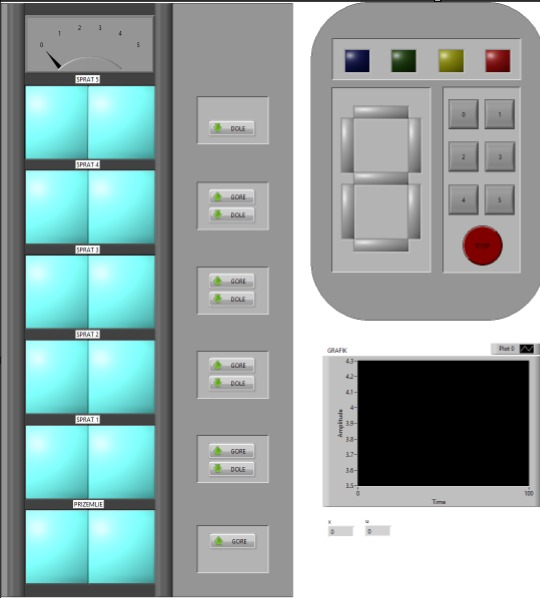 0 1 2 3 4 5
SPRAT 5
DOLE
SPRAT 4
GORE
DOLE
SPRAT 3
GORE
DOLE
SPRAT 2
GORE
DOLE
SPRAT 1
GORE
DOLE
PRIZEMLJE
GORE
0 1
2 3
4 5
STOP
GRAFIK
Plot 0
4.3
4.2
4.1
4
3.9
3.8
3.7
3.6
3.5
Amplitude
0 100
Time
x
0
0